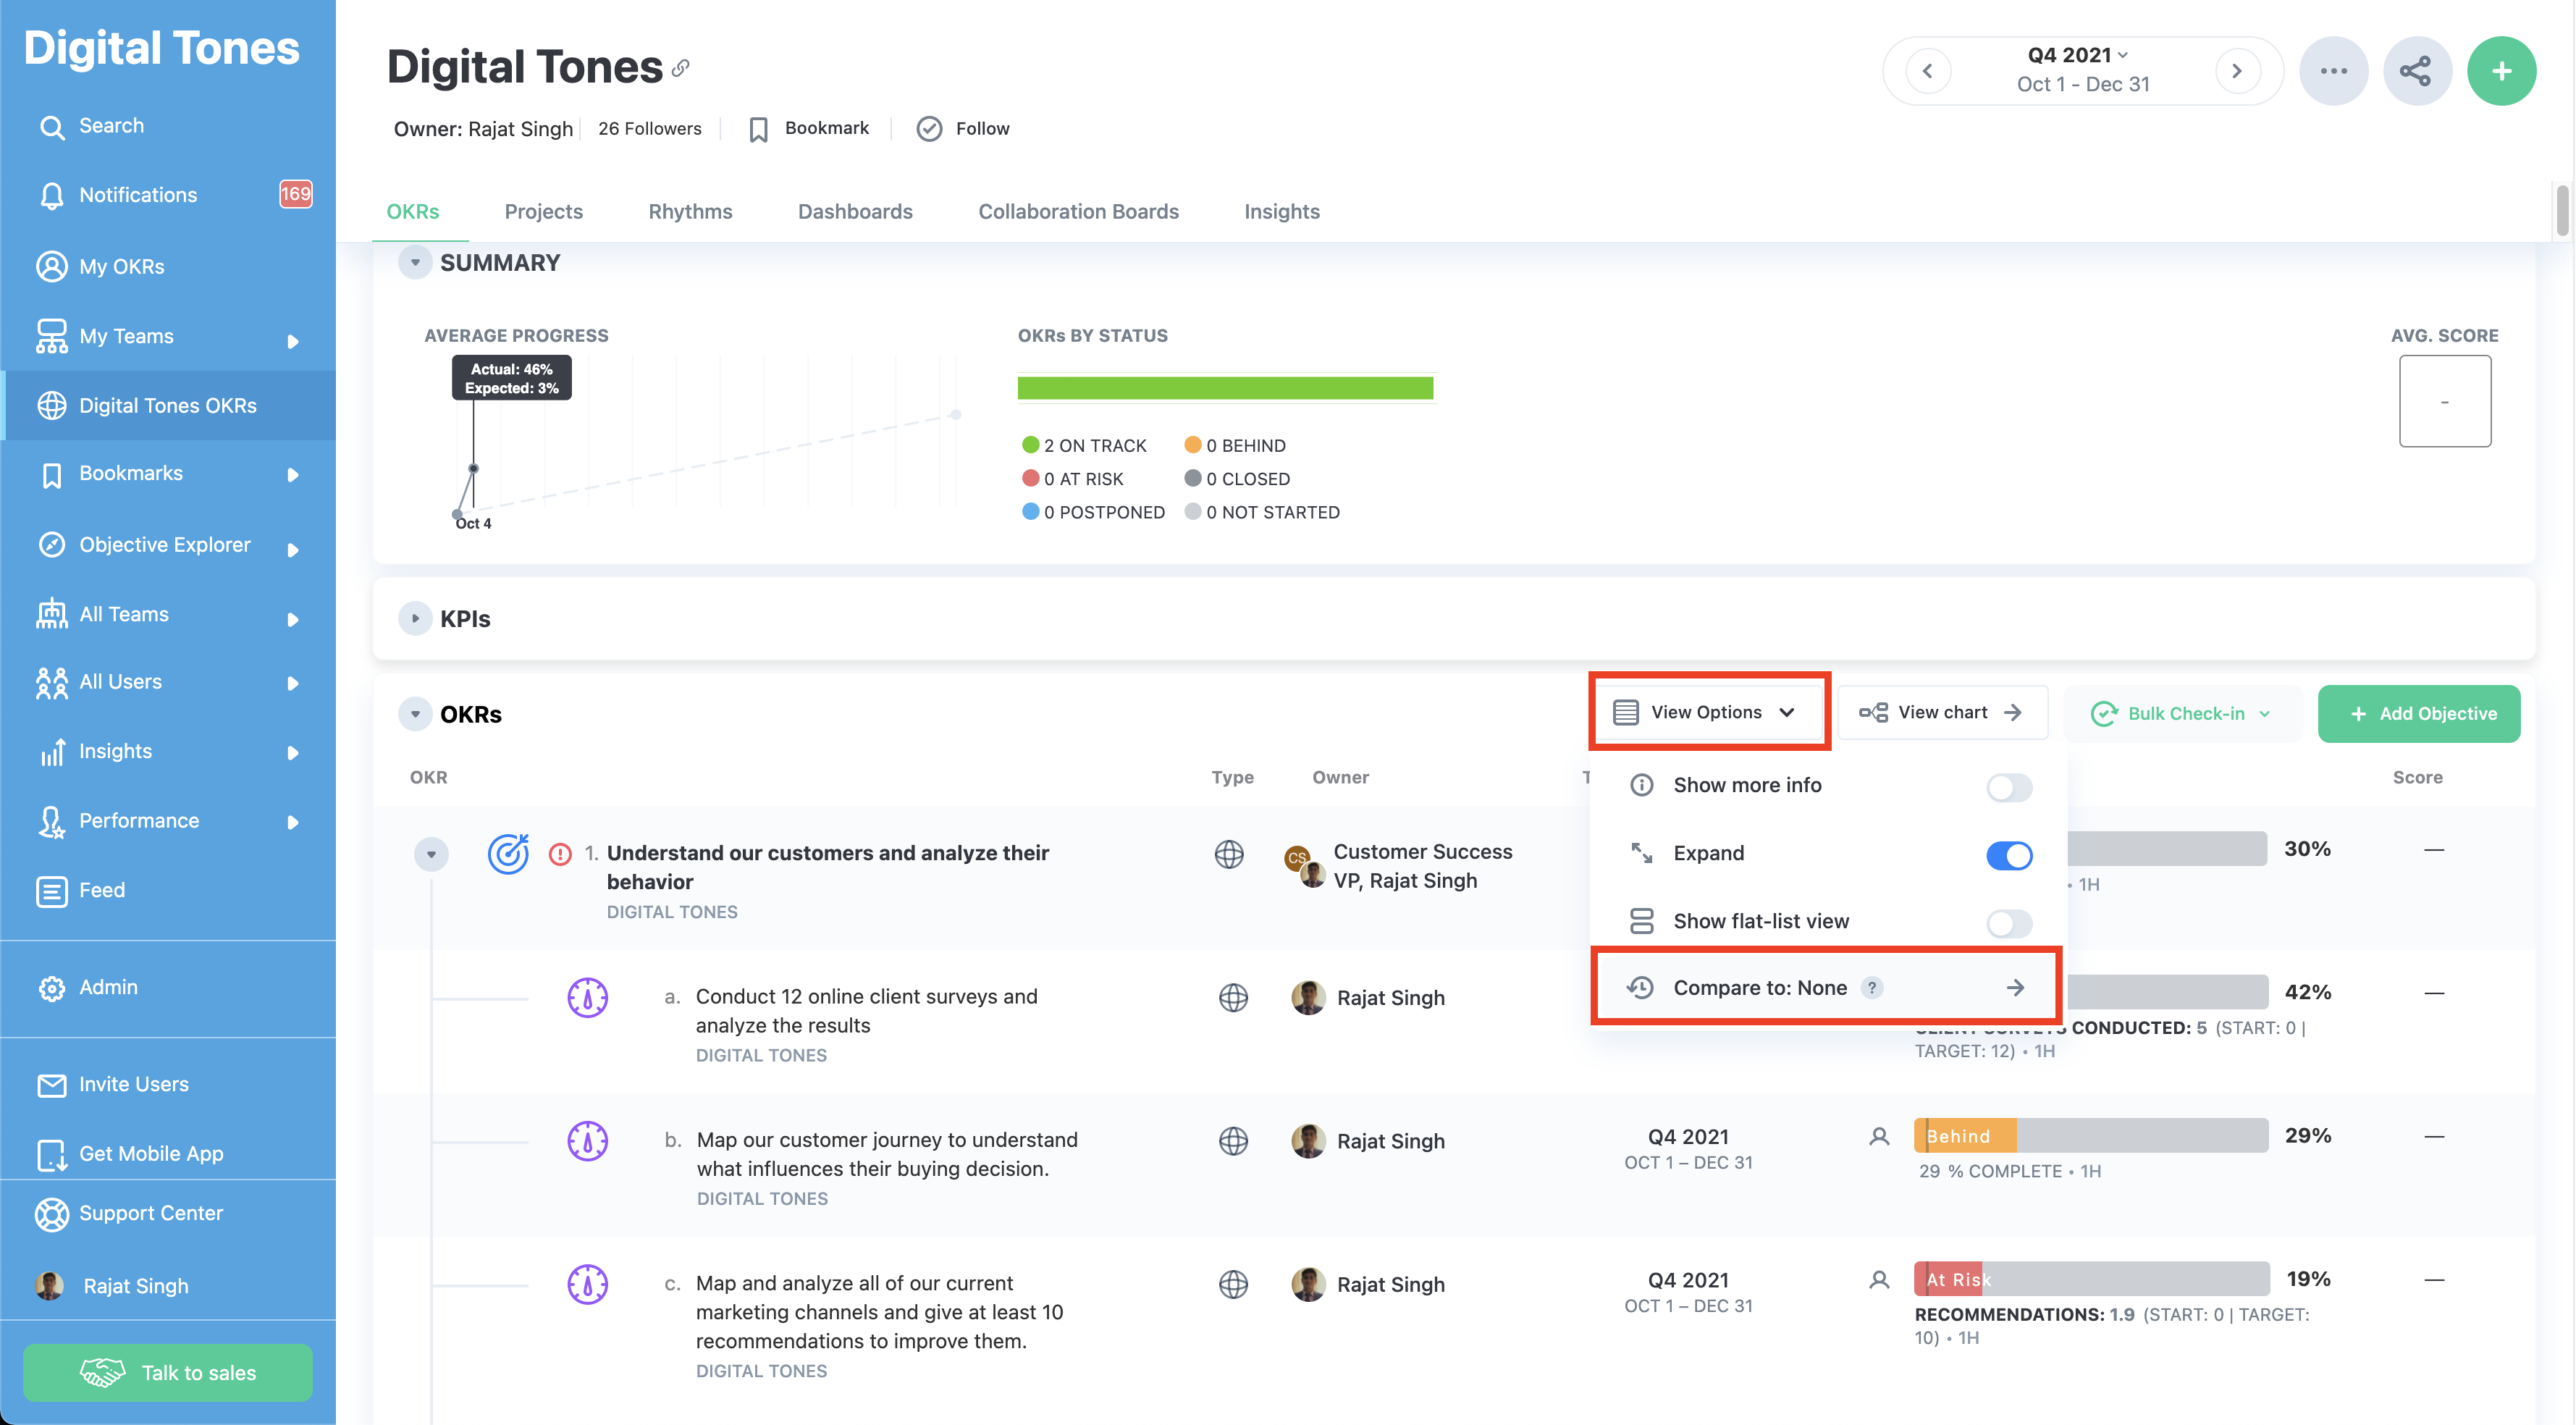 Digital Tones
Search
Notifications
169
My OKRs
My Teams
Digital Tones OKRs
Bookmarks
Objective Explorer
All Teams
All Users
Insights
Performance
Feed
Admin
Invite Users
Get Mobile App
Support Center
Rajat Singh
Talk to sales
Digital Tones
Owner: Rajat Singh
26 Followers
Bookmark
Follow
Q4 2021
Oct 1 - Dec 31
OKRs
Projects
Rhythms
Dashboards
Collaboration Boards
Insights
SUMMARY
AVERAGE PROGRESS
Actual: 46%
Expected: 3%
Oct 4
OKRs BY STATUS
2 ON TRACK
0 BEHIND
0 AT RISK
0 CLOSED
0 POSTPONED
0 NOT STARTED
AVG. SCORE
-
KPIs
OKRs
View Options
View chart
Bulk Check-in
+ Add Objective
OKR
Type
Owner
Score
Show more info
Expand
Show flat-list view
Compare to: None ?
1. Understand our customers and analyze their
behavior
DIGITAL TONES
CS
Customer Success
VP, Rajat Singh
30%
• 1H
—
a. Conduct 12 online client surveys and
analyze the results
DIGITAL TONES
Rajat Singh
42%
—
CONDUCTED: 5 (START: 0 |
TARGET: 12) • 1H
b. Map our customer journey to understand
what influences their buying decision.
DIGITAL TONES
Rajat Singh
Q4 2021
OCT 1 – DEC 31
Behind
29%
—
29 % COMPLETE • 1H
c. Map and analyze all of our current
marketing channels and give at least 10
recommendations to improve them.
DIGITAL TONES
Rajat Singh
Q4 2021
OCT 1 – DEC 31
At Risk
19%
—
RECOMMENDATIONS: 1.9 (START: 0 | TARGET:
10) • 1H